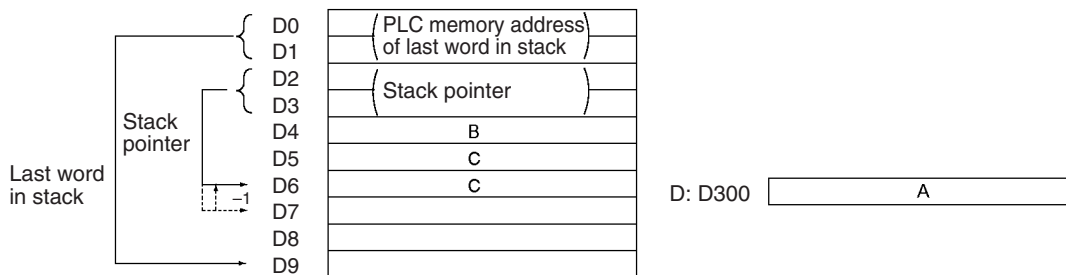 D0
PLC memory address
of last word in stack
D1
D2
Stack pointer
D3
Stack
pointer
D4
B
D5
C
Last word
in stack
D6
C
−1
D7
D8
D9
D: D300
A